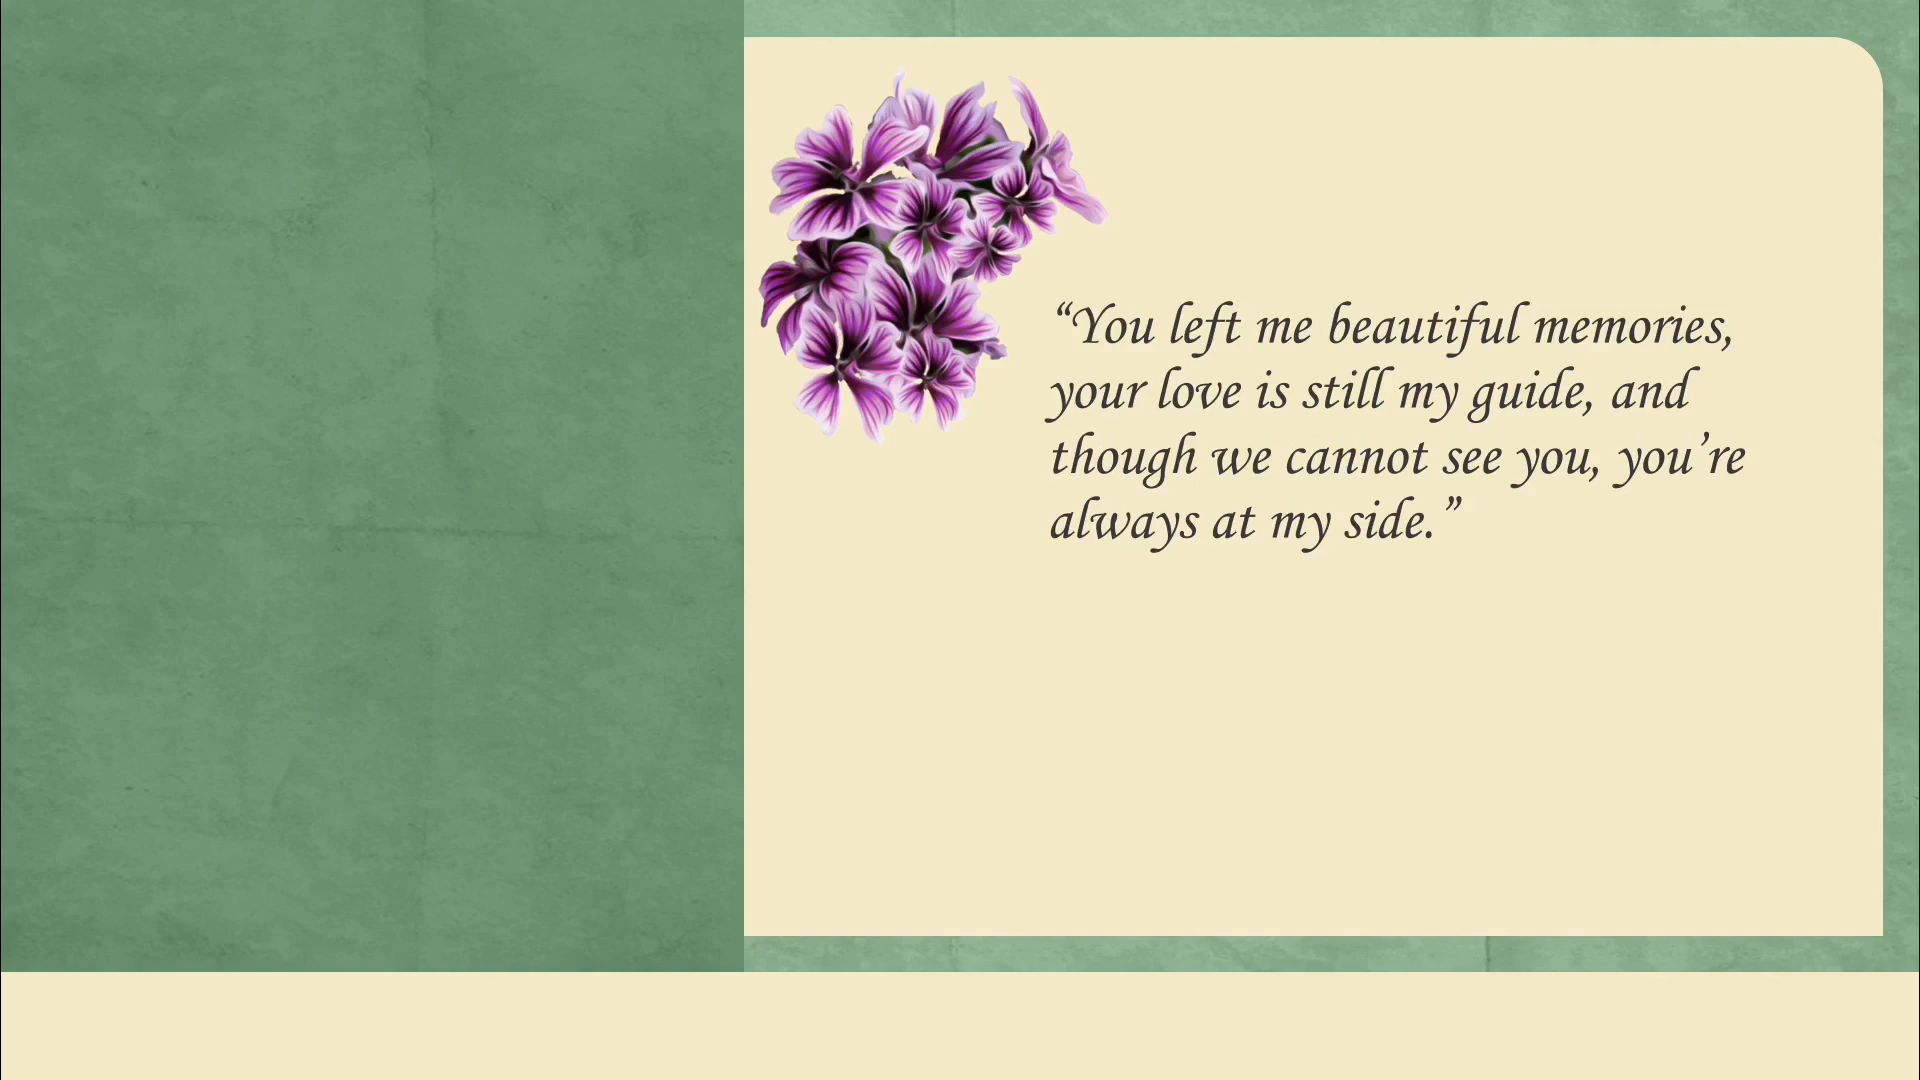 “You left me beautiful memories,
your love is still my guide, and
though we cannot see you, you’re
always at my side.”